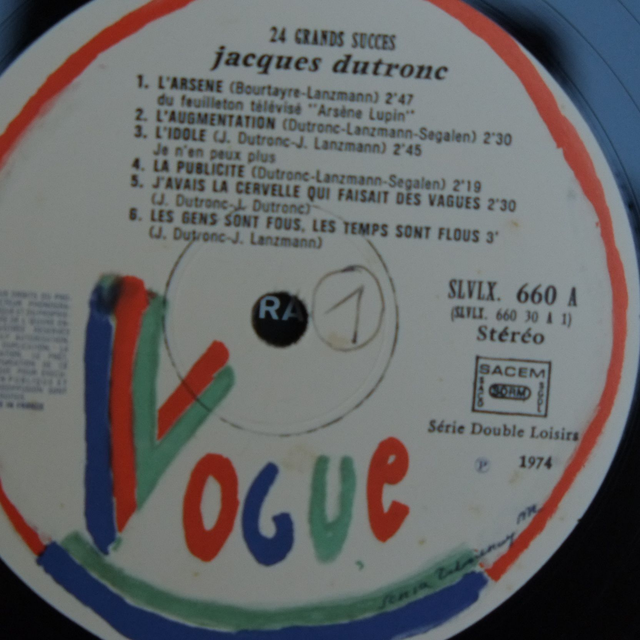 24 GRANDS SUCCES
jacques dutronc
1. L'ARSENE (Bourtayre-Lanzmann) 2'47
du feuilleton télévisé "Arsène Lupin"
2. L'AUGMENTATION (Dutronc-Lanzmann-Segalen) 2'30
3. L'IDOLE (J. Dutronc-J. Lanzmann) 2'45
Je n'en peux plus
4. LA PUBLICITE (Dutronc-Lanzmann-Segalen) 2'19
5. J'AVAIS LA CERVELLE QUI FAISAIT DES VAGUES 2'30
(J. Dutronc-J. Dutronc)
6. LES GENS SONT FOUS, LES TEMPS SONT FLOUS 3'
(J. Dutronc-J. Lanzmann)
SLVLX. 660 A
(SLVLX. 660 30 A 1)
Stéréo
RA
1
SACEM
Série Double Loisirs
℗ 1974
VOGUE